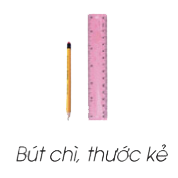 Bút chì, thước kẻ